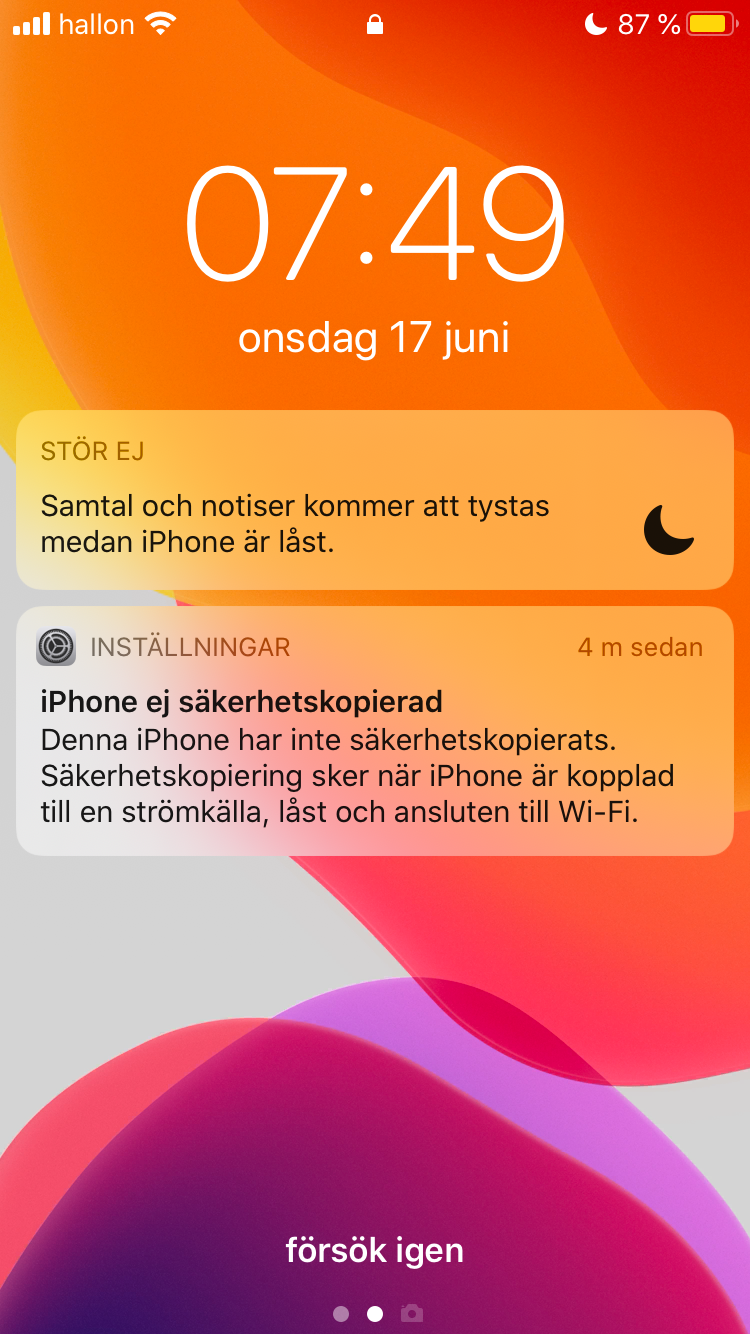 hallon 87 %
07:49
onsdag 17 juni
STÖR EJ
Samtal och notiser kommer att tystas
medan iPhone är låst.
INSTÄLLNINGAR 4 m sedan
iPhone ej säkerhetskopierad
Denna iPhone har inte säkerhetskopierats.
Säkerhetskopiering sker när iPhone är kopplad
till en strömkälla, låst och ansluten till Wi-Fi.
försök igen